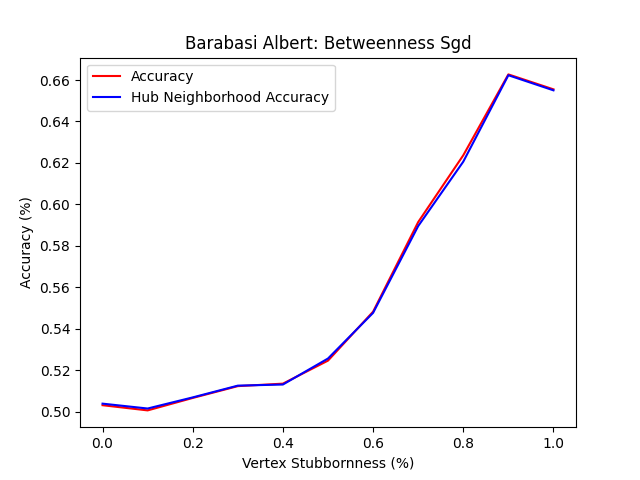 Barabasi Albert: Betweenness Sgd
Accuracy
Hub Neighborhood Accuracy
Accuracy (%)
0.66
0.64
0.62
0.60
0.58
0.56
0.54
0.52
0.50
0.0 0.2 0.4 0.6 0.8 1.0
Vertex Stubbornness (%)